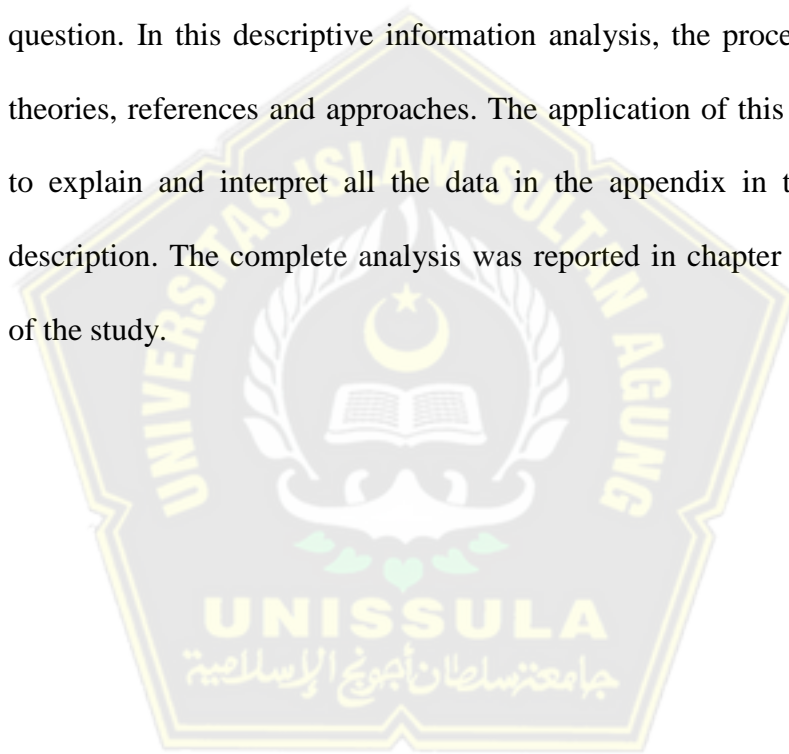 question. In this descriptive information analysis, the proce
theories, references and approaches. The application of this
to explain and interpret all the data in the appendix in t
description. The complete analysis was reported in chapter
of the study.
UNIVERSITAS ISLAM SULTAN AGUNG
UNISSULA
جامعنسلطان أجونج الإسلامية